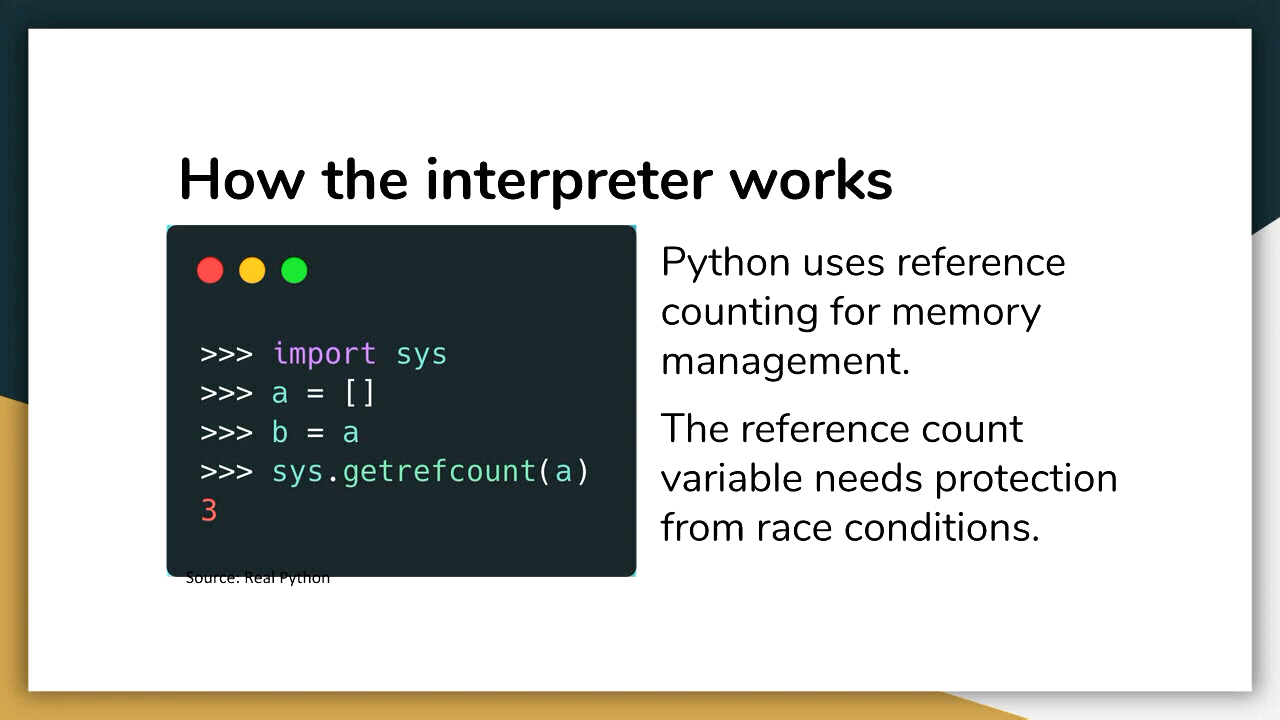 How the interpreter works
>>> import sys
>>> a = []
>>> b = a
>>> sys.getrefcount(a)
3
Source: Real Python
Python uses reference
counting for memory
management.
The reference count
variable needs protection
from race conditions.